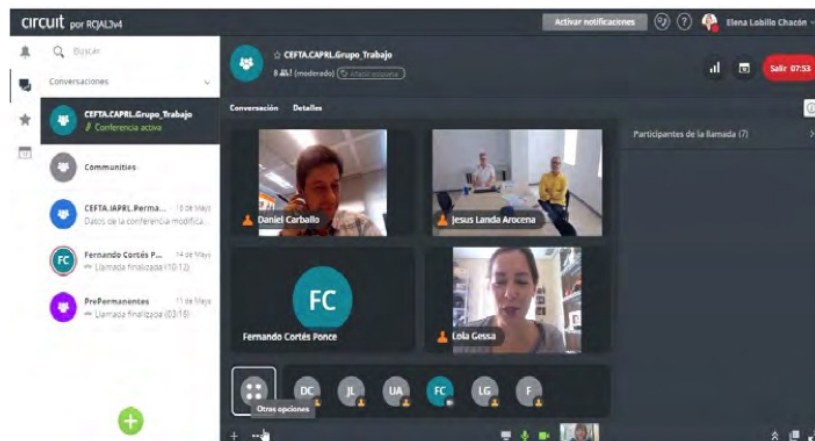 circuit por RCJAL3v4
Activar notificaciones
Elena Lobillo Chacón
Buscar
Conversaciones
CEFTA.CAPRL.Grupo_Trabajo
Conferencia activa
Communities
CEFTA.IAPRL.Perma... 18 de Mayo
Datos de la conferencia modifica...
FC
Fernando Cortés P... 14 de Mayo
Llamada finalizada (10:12)
PrePermanentes 11 de Mayo
Llamada finalizada (03:16)
CEFTA.CAPRL.Grupo_Trabajo
8 (moderado) Añadir etiqueta
Salir 07:53
Conversación Detalles
Participantes de la llamada (7)
Daniel Carballo
Jesus Landa Arocena
FC
Fernando Cortés Ponce
Lola Gessa
DC JL UA FC LG F
Otras opciones